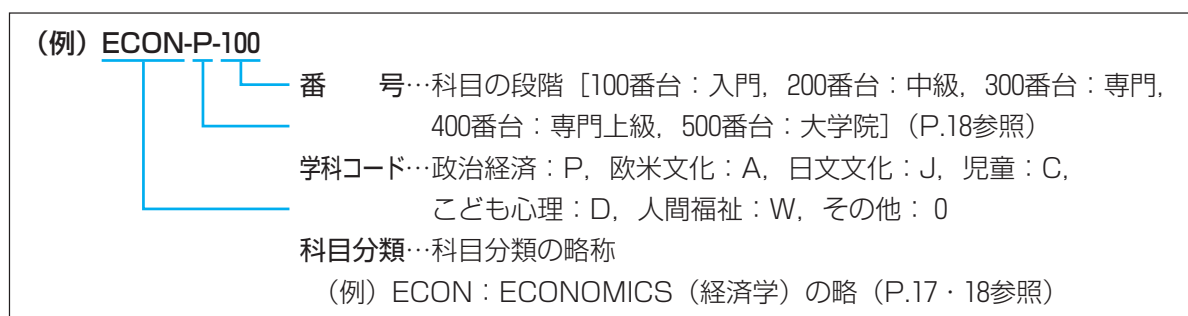 （例）ECON-P-100
番　　号…科目の段階［100番台：入門，200番台：中級，300番台：専門，
400番台：専門上級，500番台：大学院］（P.18参照）
学科コード…政治経済：P，欧米文化：A，日文文化：J，児童：C，
こども心理：D，人間福祉：W，その他：0
科目分類…科目分類の略称
（例）ECON：ECONOMICS（経済学）の略（P.17・18参照）